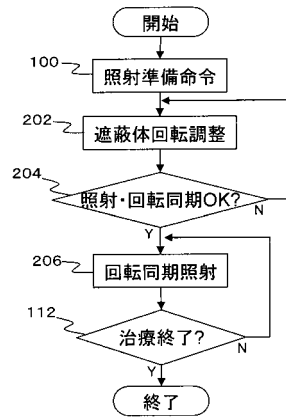 開始
100
照射準備命令
202
遮蔽体回転調整
204
照射・回転同期OK?
N
Y
206
回転同期照射
112
治療終了?
N
Y
終了